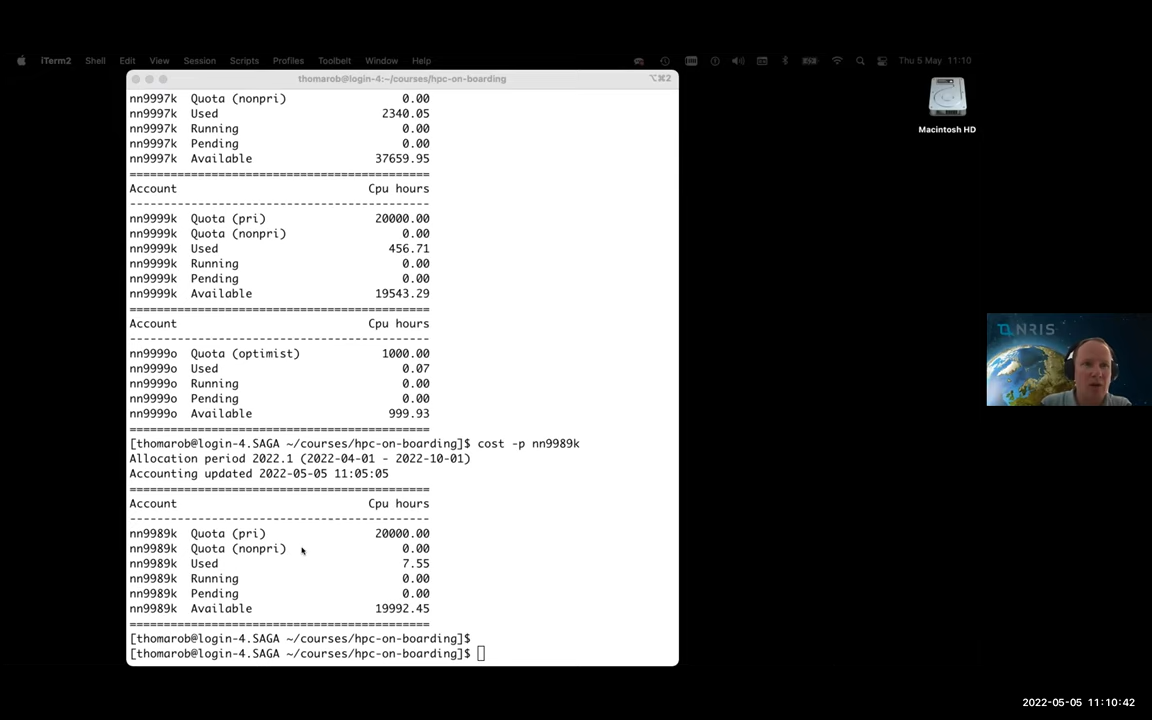 iTerm2 Shell Edit View Session Scripts Profiles Toolbelt Window Help Thu 5 May 11:10
thomarob@login-4:~/courses/hpc-on-boarding ⌥⌘2
Macintosh HD
nn9997k Quota (nonpri) 0.00
nn9997k Used 2340.05
nn9997k Running 0.00
nn9997k Pending 0.00
nn9997k Available 37659.95
============================================
Account Cpu hours
--------------------------------------------
nn9999k Quota (pri) 20000.00
nn9999k Quota (nonpri) 0.00
nn9999k Used 456.71
nn9999k Running 0.00
nn9999k Pending 0.00
nn9999k Available 19543.29
============================================
Account Cpu hours
--------------------------------------------
nn9999o Quota (optimist) 1000.00
nn9999o Used 0.07
nn9999o Running 0.00
nn9999o Pending 0.00
nn9999o Available 999.93
============================================
[thomarob@login-4.SAGA ~/courses/hpc-on-boarding]$ cost -p nn9989k
Allocation period 2022.1 (2022-04-01 - 2022-10-01)
Accounting updated 2022-05-05 11:05:05
============================================
Account Cpu hours
--------------------------------------------
nn9989k Quota (pri) 20000.00
nn9989k Quota (nonpri) 0.00
nn9989k Used 7.55
nn9989k Running 0.00
nn9989k Pending 0.00
nn9989k Available 19992.45
============================================
[thomarob@login-4.SAGA ~/courses/hpc-on-boarding]$
[thomarob@login-4.SAGA ~/courses/hpc-on-boarding]$
NRIS
2022-05-05 11:10:42